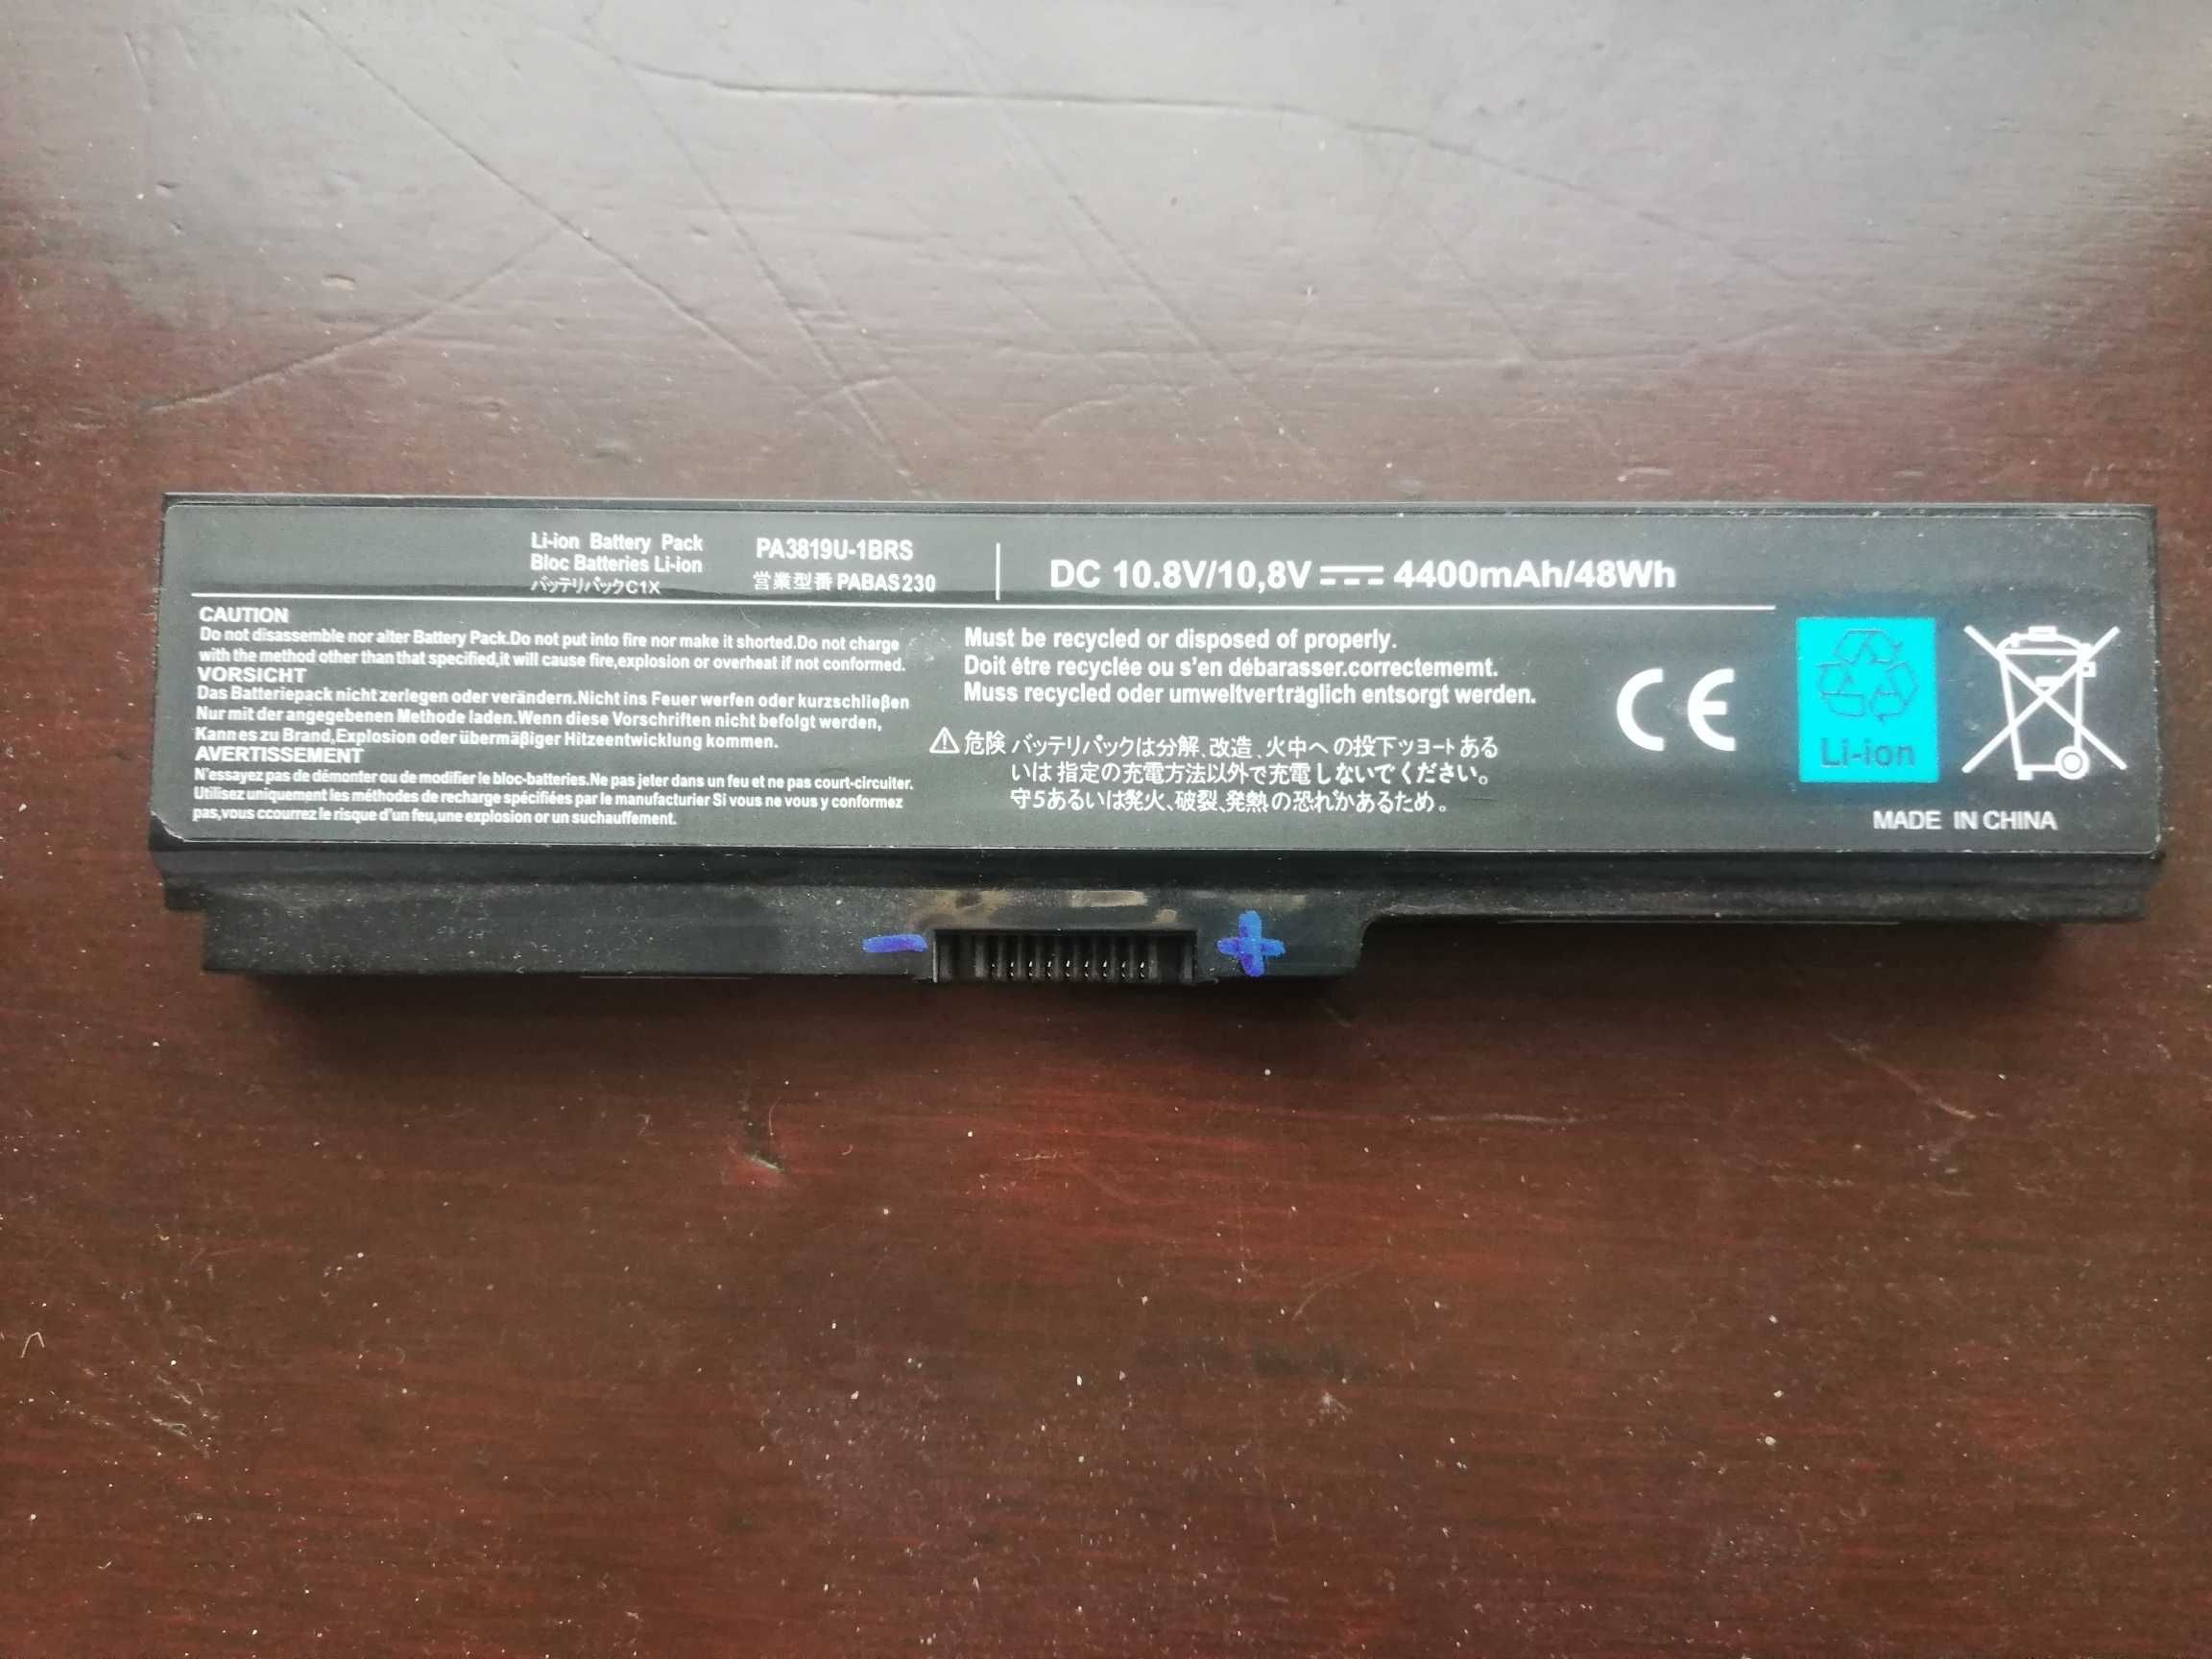 Li-ion Battery Pack
Bloc Batteries Li-ion
バッテリパックC1X
PA3819U-1BRS
営業型番 PABAS230
DC 10.8V/10,8V 4400mAh/48Wh
CAUTION
Do not disassemble nor alter Battery Pack.Do not put into fire nor make it shorted.Do not charge
with the method other than that specified,it will cause fire,explosion or overheat if not conformed.
VORSICHT
Das Batteriepack nicht zerlegen oder verändern.Nicht ins Feuer werfen oder kurzschließen
Nur mit der angegebenen Methode laden.Wenn diese Vorschriften nicht befolgt werden,
Kann es zu Brand,Explosion oder übermäßiger Hitzeentwicklung kommen.
AVERTISSEMENT
N'essayez pas de démonter ou de modifier le bloc-batteries.Ne pas jeter dans un feu et ne pas court-circuiter.
Utilisez uniquement les méthodes de recharge spécifiées par le manufacturier Si vous ne vous y conformez
pas,vous ccourrez le risque d'un feu,une explosion or un suchauffement.
Must be recycled or disposed of properly.
Doit être recyclée ou s'en débarasser.correctememt.
Muss recycled oder umweltverträglich entsorgt werden.
⚠危険 バッテリパックは分解、改造、火中への投下ッヨートある
いは指定の充電方法以外で充電しないでください。
守5あるいは発火、破裂、発熱の恐れかあるため。
CE
Li-ion
MADE IN CHINA
- +